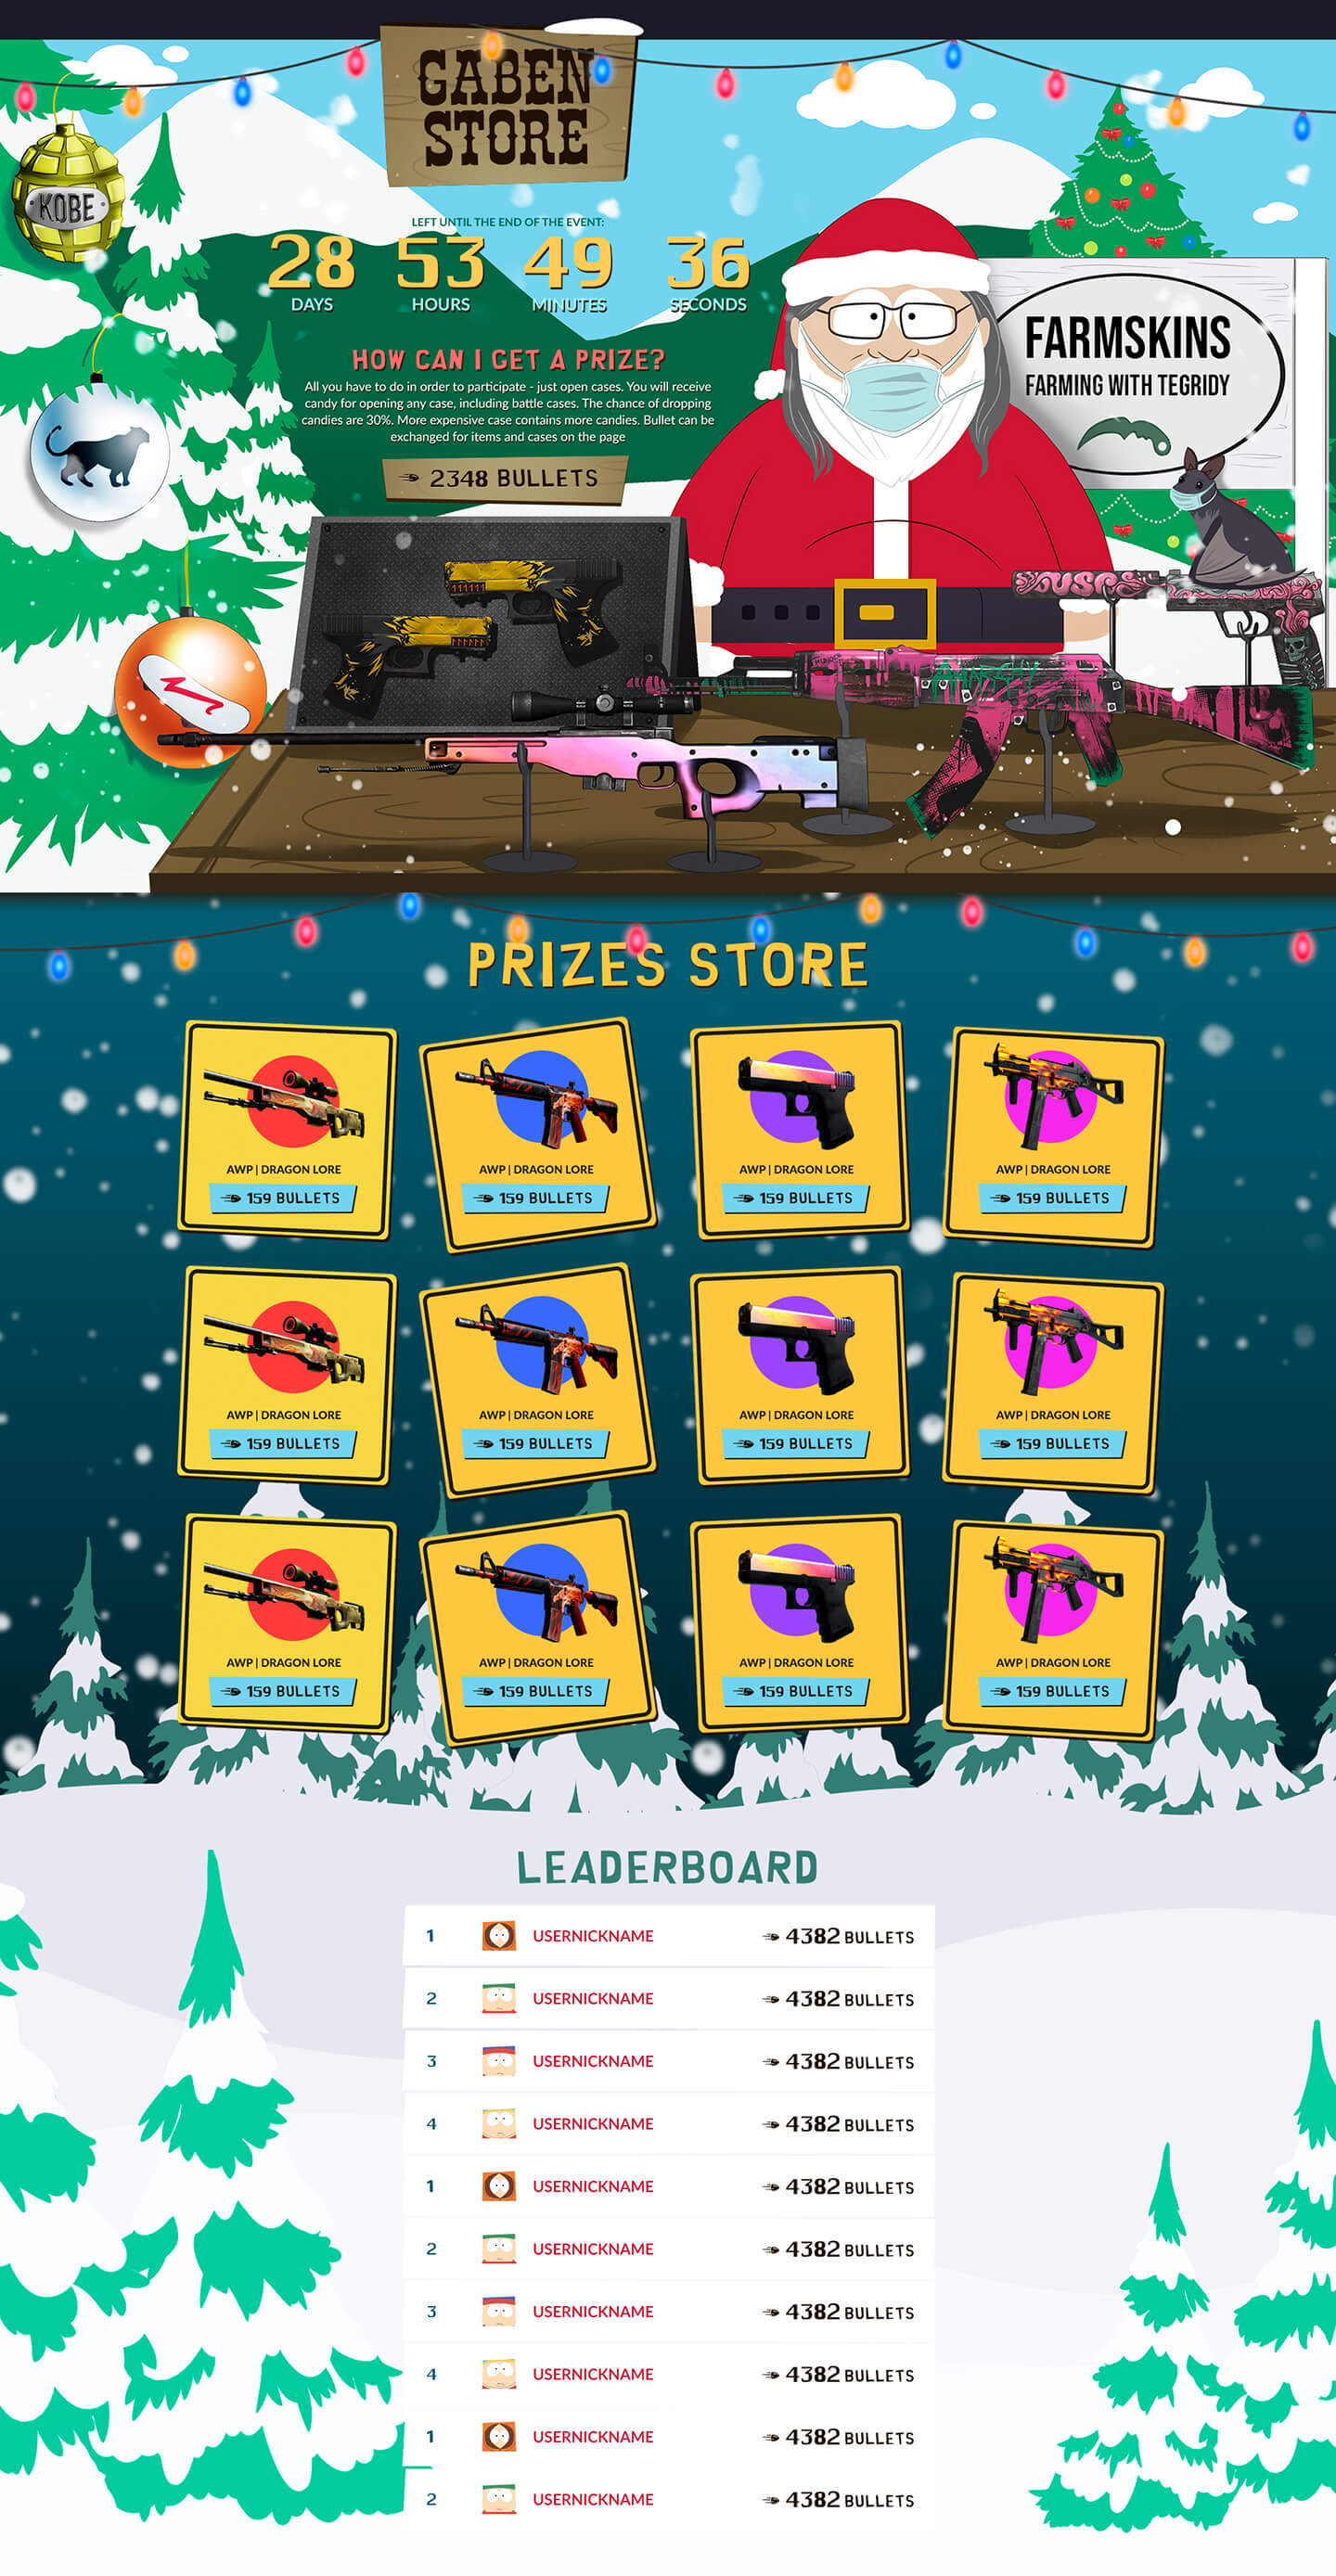 GABEN
STORE
KOBE
LEFT UNTIL THE END OF THE EVENT:
28 53 49 36
DAYS HOURS MINUTES SECONDS
HOW CAN I GET A PRIZE?
All you have to do in order to participate - just open cases. You will receive
candy for opening any case, including battle cases. The chance of dropping
candies are 30%. More expensive case contains more candies. Bullet can be
exchanged for items and cases on the page
2348 BULLETS
FARMSKINS
FARMING WITH TEGRIDY
PRIZES STORE
AWP | DRAGON LORE AWP | DRAGON LORE AWP | DRAGON LORE AWP | DRAGON LORE
159 BULLETS 159 BULLETS 159 BULLETS 159 BULLETS
AWP | DRAGON LORE AWP | DRAGON LORE AWP | DRAGON LORE AWP | DRAGON LORE
159 BULLETS 159 BULLETS 159 BULLETS 159 BULLETS
AWP | DRAGON LORE AWP | DRAGON LORE AWP | DRAGON LORE AWP | DRAGON LORE
159 BULLETS 159 BULLETS 159 BULLETS 159 BULLETS
LEADERBOARD
1 USERNICKNAME 4382 BULLETS
2 USERNICKNAME 4382 BULLETS
3 USERNICKNAME 4382 BULLETS
4 USERNICKNAME 4382 BULLETS
1 USERNICKNAME 4382 BULLETS
2 USERNICKNAME 4382 BULLETS
3 USERNICKNAME 4382 BULLETS
4 USERNICKNAME 4382 BULLETS
1 USERNICKNAME 4382 BULLETS
2 USERNICKNAME 4382 BULLETS